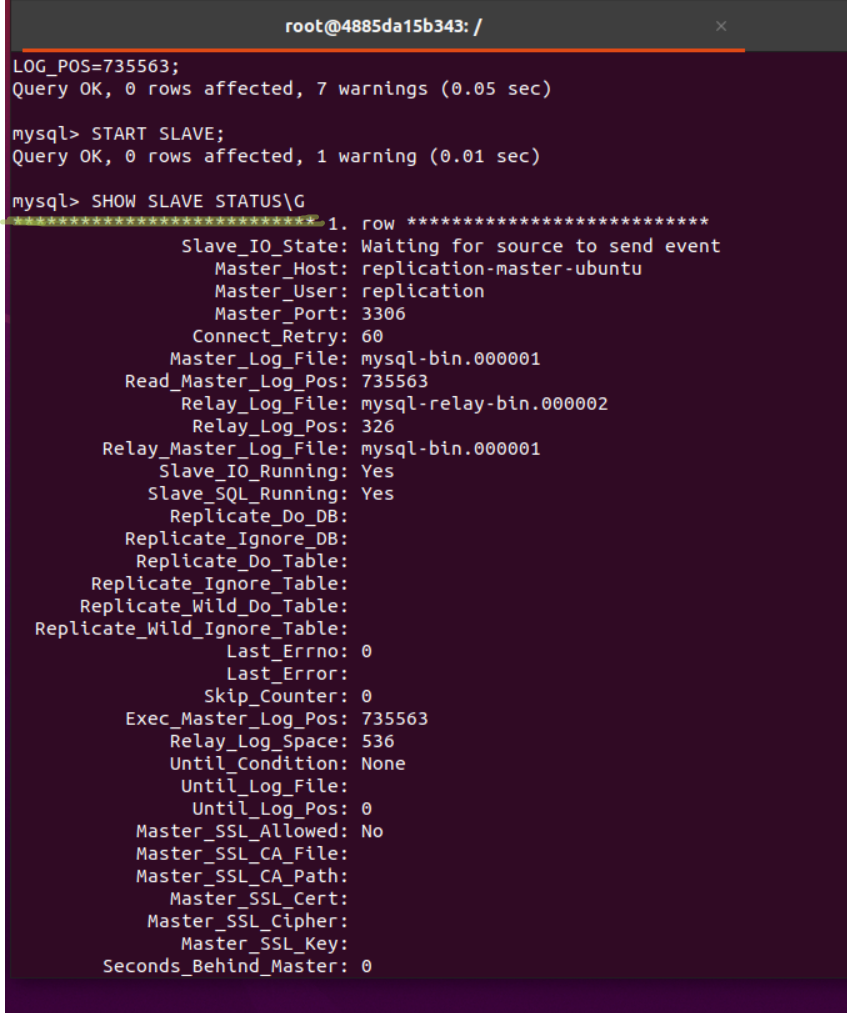 root@4885da15b343: /
LOG_POS=735563;
Query OK, 0 rows affected, 7 warnings (0.05 sec)
mysql> START SLAVE;
Query OK, 0 rows affected, 1 warning (0.01 sec)
mysql> SHOW SLAVE STATUS\G
*************************** 1. row ***************************
Slave_IO_State: Waiting for source to send event
Master_Host: replication-master-ubuntu
Master_User: replication
Master_Port: 3306
Connect_Retry: 60
Master_Log_File: mysql-bin.000001
Read_Master_Log_Pos: 735563
Relay_Log_File: mysql-relay-bin.000002
Relay_Log_Pos: 326
Relay_Master_Log_File: mysql-bin.000001
Slave_IO_Running: Yes
Slave_SQL_Running: Yes
Replicate_Do_DB:
Replicate_Ignore_DB:
Replicate_Do_Table:
Replicate_Ignore_Table:
Replicate_Wild_Do_Table:
Replicate_Wild_Ignore_Table:
Last_Errno: 0
Last_Error:
Skip_Counter: 0
Exec_Master_Log_Pos: 735563
Relay_Log_Space: 536
Until_Condition: None
Until_Log_File:
Until_Log_Pos: 0
Master_SSL_Allowed: No
Master_SSL_CA_File:
Master_SSL_CA_Path:
Master_SSL_Cert:
Master_SSL_Cipher:
Master_SSL_Key:
Seconds_Behind_Master: 0